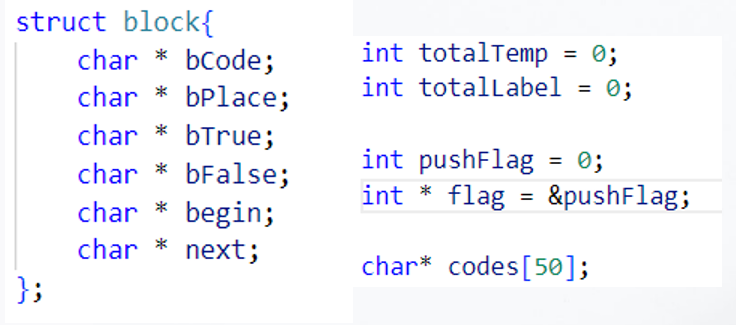 struct block{
char * bCode;
char * bPlace;
char * bTrue;
char * bFalse;
char * begin;
char * next;
};
int totalTemp = 0;
int totalLabel = 0;
int pushFlag = 0;
int * flag = &pushFlag;
char* codes[50];